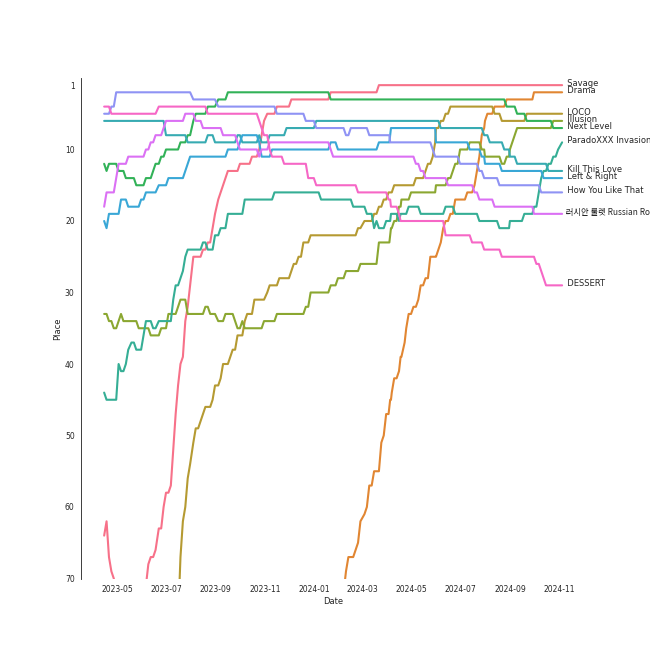 1
10
20
30
40
50
60
70
Place
2023-05
2023-07
2023-09
2023-11
2024-01
2024-03
2024-05
2024-07
2024-09
2024-11
Date
Savage
Drama
LOCO
Illusion
Next Level
ParadoXXX Invasion
Kill This Love
Left & Right
How You Like That
러시안 룰렛 Russian Ro
DESSERT